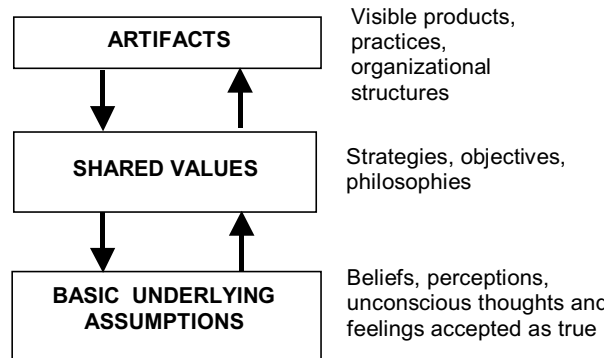 ARTIFACTS
Visible products,
practices,
organizational
structures
SHARED VALUES
Strategies, objectives,
philosophies
BASIC UNDERLYING
ASSUMPTIONS
Beliefs, perceptions,
unconscious thoughts and
feelings accepted as true